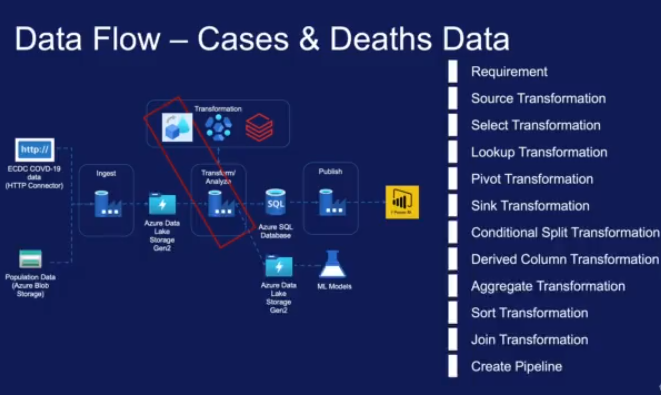 Data Flow – Cases & Deaths Data
Transformation
http://
ECDC COVD-19
data
(HTTP Connector)
Ingest
Azure Data
Lake
Storage
Gen2
Transform/
Analyze
SQL
Azure SQL
Database
Publish
Power BI
Population Data
(Azure Blob
Storage)
Azure Data
Lake
Storage
Gen2
ML Models
Requirement
Source Transformation
Select Transformation
Lookup Transformation
Pivot Transformation
Sink Transformation
Conditional Split Transformation
Derived Column Transformation
Aggregate Transformation
Sort Transformation
Join Transformation
Create Pipeline